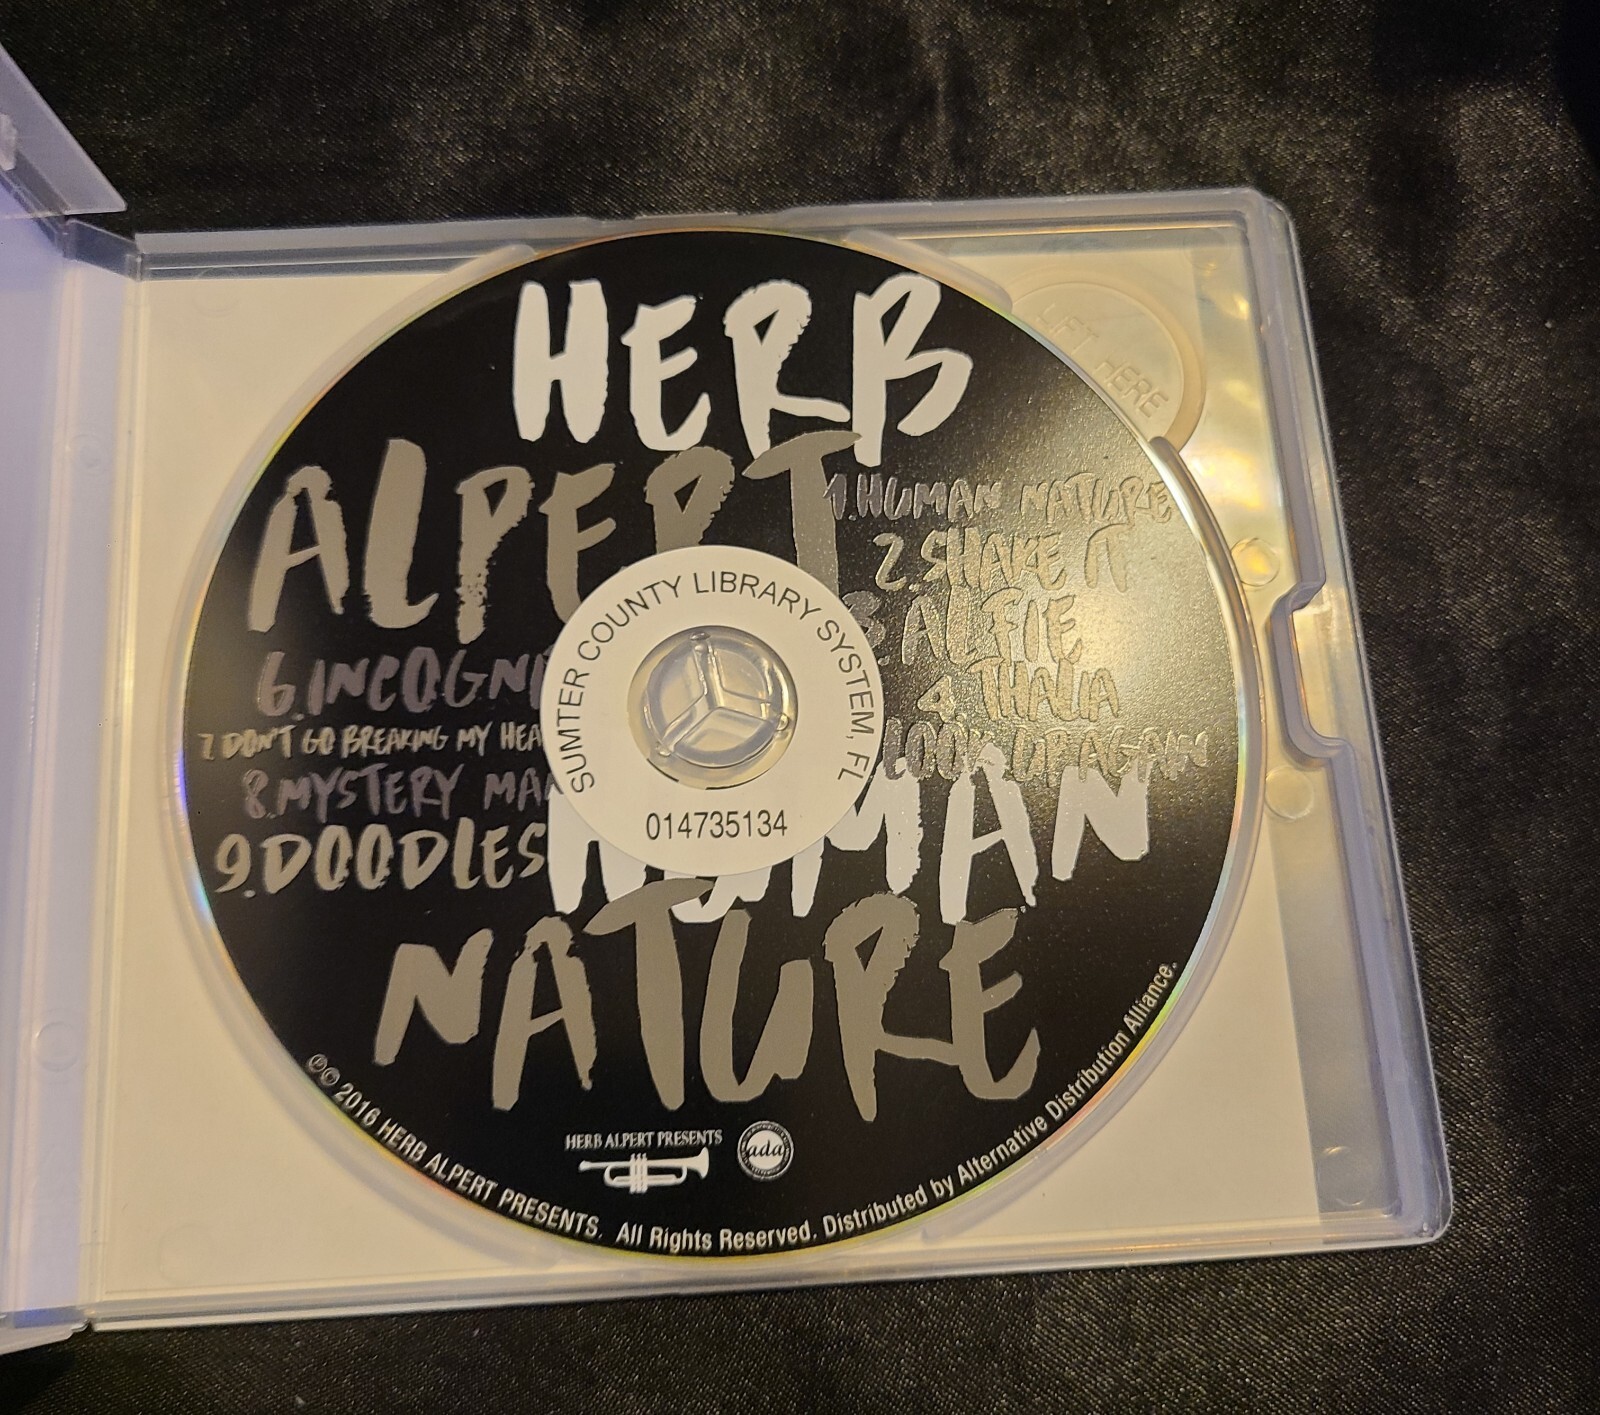 HERB
ALPERT
LIFT HERE
1. HUMAN NATURE
2. SHAKE IT
3. ALFIE
4. THALIA
LOOK UP AGAIN
SUMTER COUNTY LIBRARY SYSTEM, FL
014735134
6. INCOGNI
7. DON'T GO BREAKING MY HEA
8. MYSTERY MA
9. DOODLES
HUMAN
NATURE
HERB ALPERT PRESENTS
ada
℗© 2016 HERB ALPERT PRESENTS. All Rights Reserved. Distributed by Alternative Distribution Alliance.